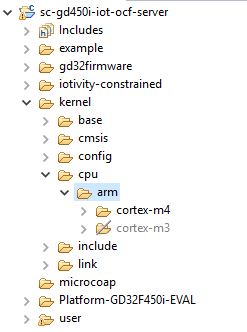 sc-gd450i-iot-ocf-server
Includes
example
gd32firmware
iotivity-constrained
kernel
base
cmsis
config
cpu
arm
cortex-m4
cortex-m3
include
link
microcoap
Platform-GD32F450i-EVAL
user